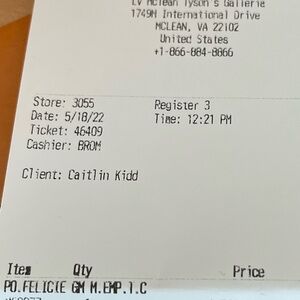 LV McLean Tyson's Galleria
1749M International Drive
MCLEAN, VA 22102
United States
+1-866-884-8866
Store: 3055 Register 3
Date: 5/18/22 Time: 12:21 PM
Ticket: 46409
Cashier: BROM
Client: Caitlin Kidd
Item Qty Price
PO.FELICIE GM M.EMP.T.C